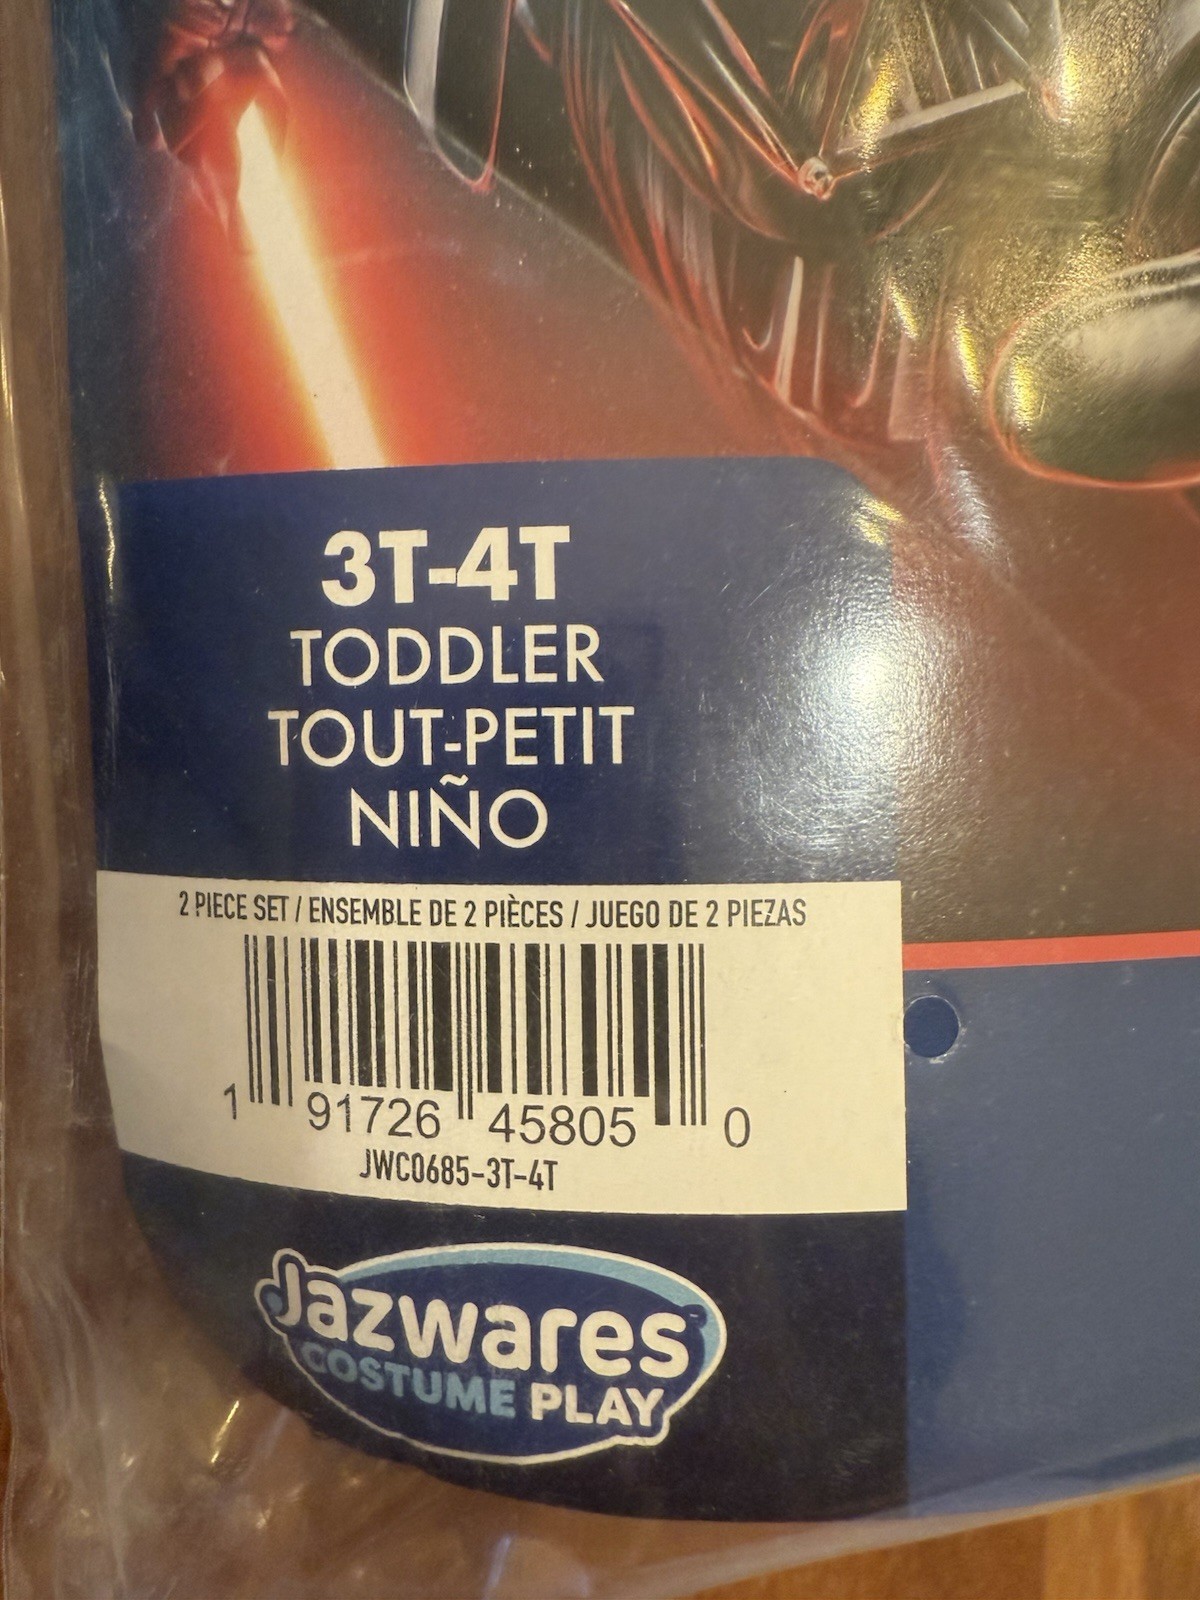 3T-4T
TODDLER
TOUT-PETIT
NIÑO
2 PIECE SET / ENSEMBLE DE 2 PIÈCES / JUEGO DE 2 PIEZAS
1 91726 45805 0
JWC0685-3T-4T
Jazwares™
COSTUME PLAY